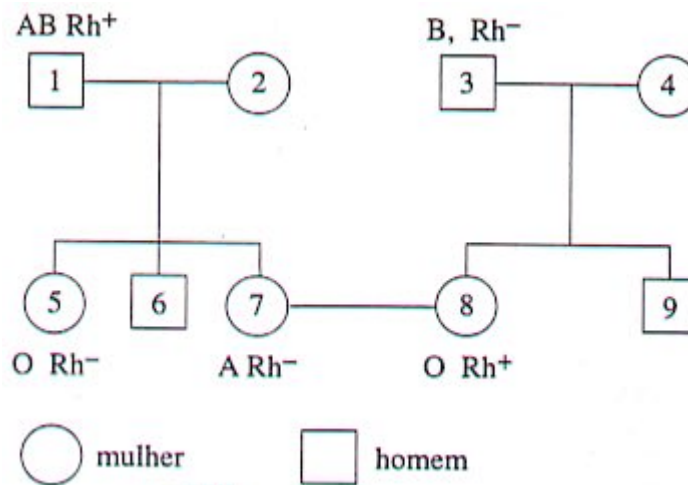 AB Rh+ B, Rh−
1 2 3 4
5 6 7 8 9
O Rh− A Rh− O Rh+
mulher homem